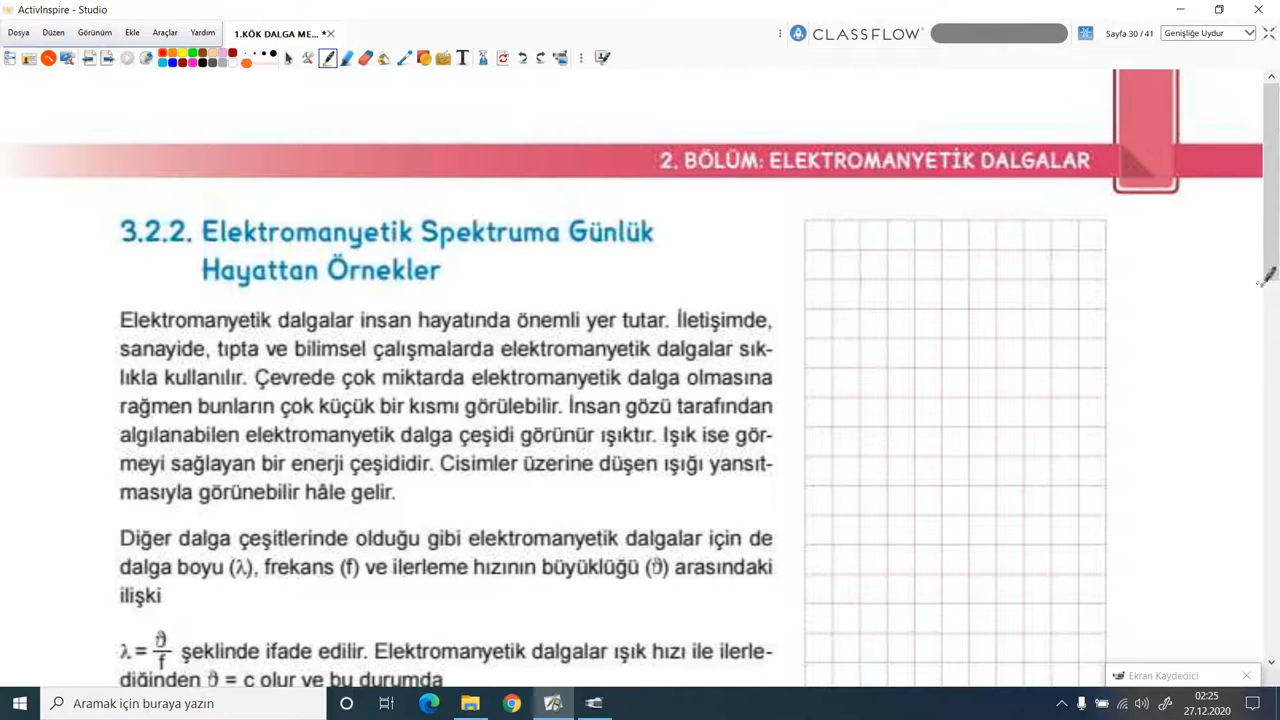 ActivInspire - Studio
Dosya Düzen Görünüm Ekle Araçlar Yardım
1.KÖK DALGA ME... *
CLASSFLOW
Sayfa 30 / 41
Genişliğe Uydur
2. BÖLÜM: ELEKTROMANYETİK DALGALAR
3.2.2. Elektromanyetik Spektruma Günlük
Hayattan Örnekler
Elektromanyetik dalgalar insan hayatında önemli yer tutar. İletişimde,
sanayide, tıpta ve bilimsel çalışmalarda elektromanyetik dalgalar sık-
lıkla kullanılır. Çevrede çok miktarda elektromanyetik dalga olmasına
rağmen bunların çok küçük bir kısmı görülebilir. İnsan gözü tarafından
algılanabilen elektromanyetik dalga çeşidi görünür ışıktır. Işık ise gör-
meyi sağlayan bir enerji çeşididir. Cisimler üzerine düşen ışığı yansıt-
masıyla görünebilir hâle gelir.
Diğer dalga çeşitlerinde olduğu gibi elektromanyetik dalgalar için de
dalga boyu (λ), frekans (f) ve ilerleme hızının büyüklüğü (ϑ) arasındaki
ilişki
λ = ϑ/f şeklinde ifade edilir. Elektromanyetik dalgalar ışık hızı ile ilerle-
diğinden ϑ = c olur ve bu durumda
Ekran Kaydedici
Aramak için buraya yazın
02:25
27.12.2020